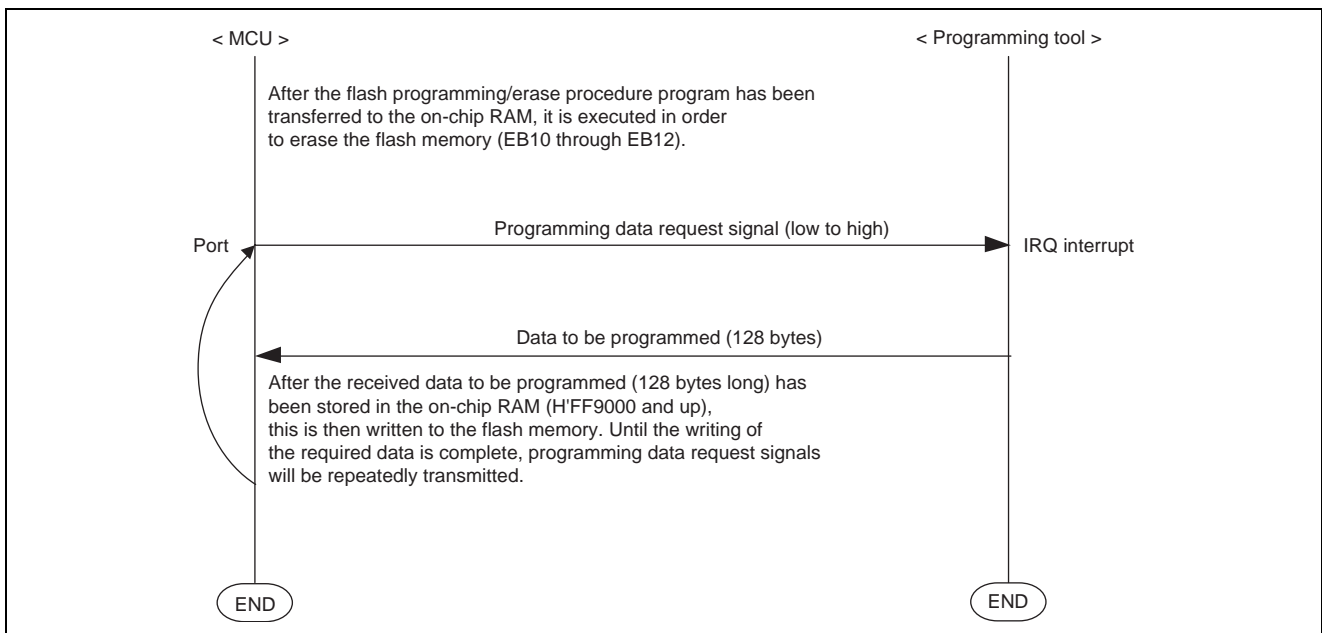 < MCU >
< Programming tool >
After the flash programming/erase procedure program has been
transferred to the on-chip RAM, it is executed in order
to erase the flash memory (EB10 through EB12).
Programming data request signal (low to high)
Port
IRQ interrupt
Data to be programmed (128 bytes)
After the received data to be programmed (128 bytes long) has
been stored in the on-chip RAM (H'FF9000 and up),
this is then written to the flash memory. Until the writing of
the required data is complete, programming data request signals
will be repeatedly transmitted.
END
END